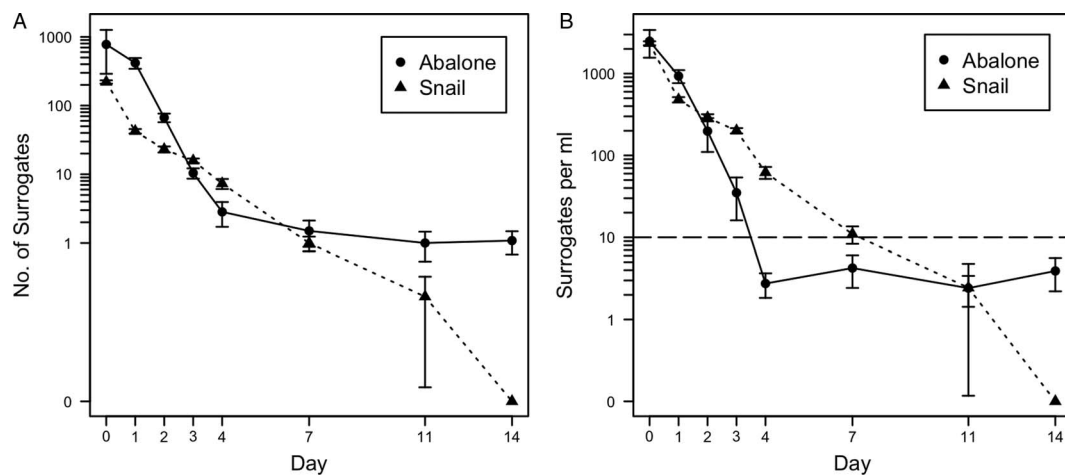 A
No. of Surrogates
1000
100
10
1
0
Abalone
Snail
0 1 2 3 4 7 11 14
Day
B
Surrogates per ml
1000
100
10
1
0
Abalone
Snail
0 1 2 3 4 7 11 14
Day